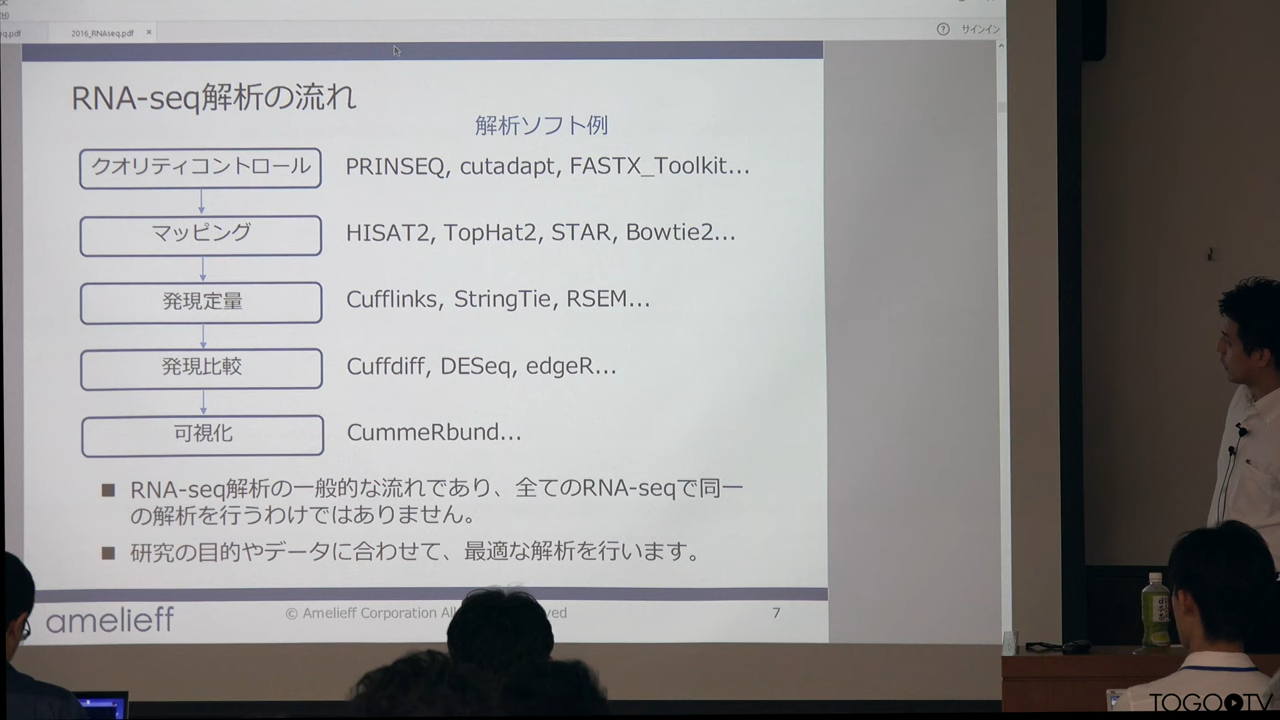 q.pdf
2016_RNAseq.pdf ×
サインイン
RNA-seq解析の流れ
解析ソフト例
クオリティコントロール PRINSEQ, cutadapt, FASTX_Toolkit...
マッピング HISAT2, TopHat2, STAR, Bowtie2...
発現定量 Cufflinks, StringTie, RSEM...
発現比較 Cuffdiff, DESeq, edgeR...
可視化 CummeRbund...
■ RNA-seq解析の一般的な流れであり、全てのRNA-seqで同一
の解析を行うわけではありません。
■ 研究の目的やデータに合わせて、最適な解析を行います。
amelieff © Amelieff Corporation 7
TOGOTV